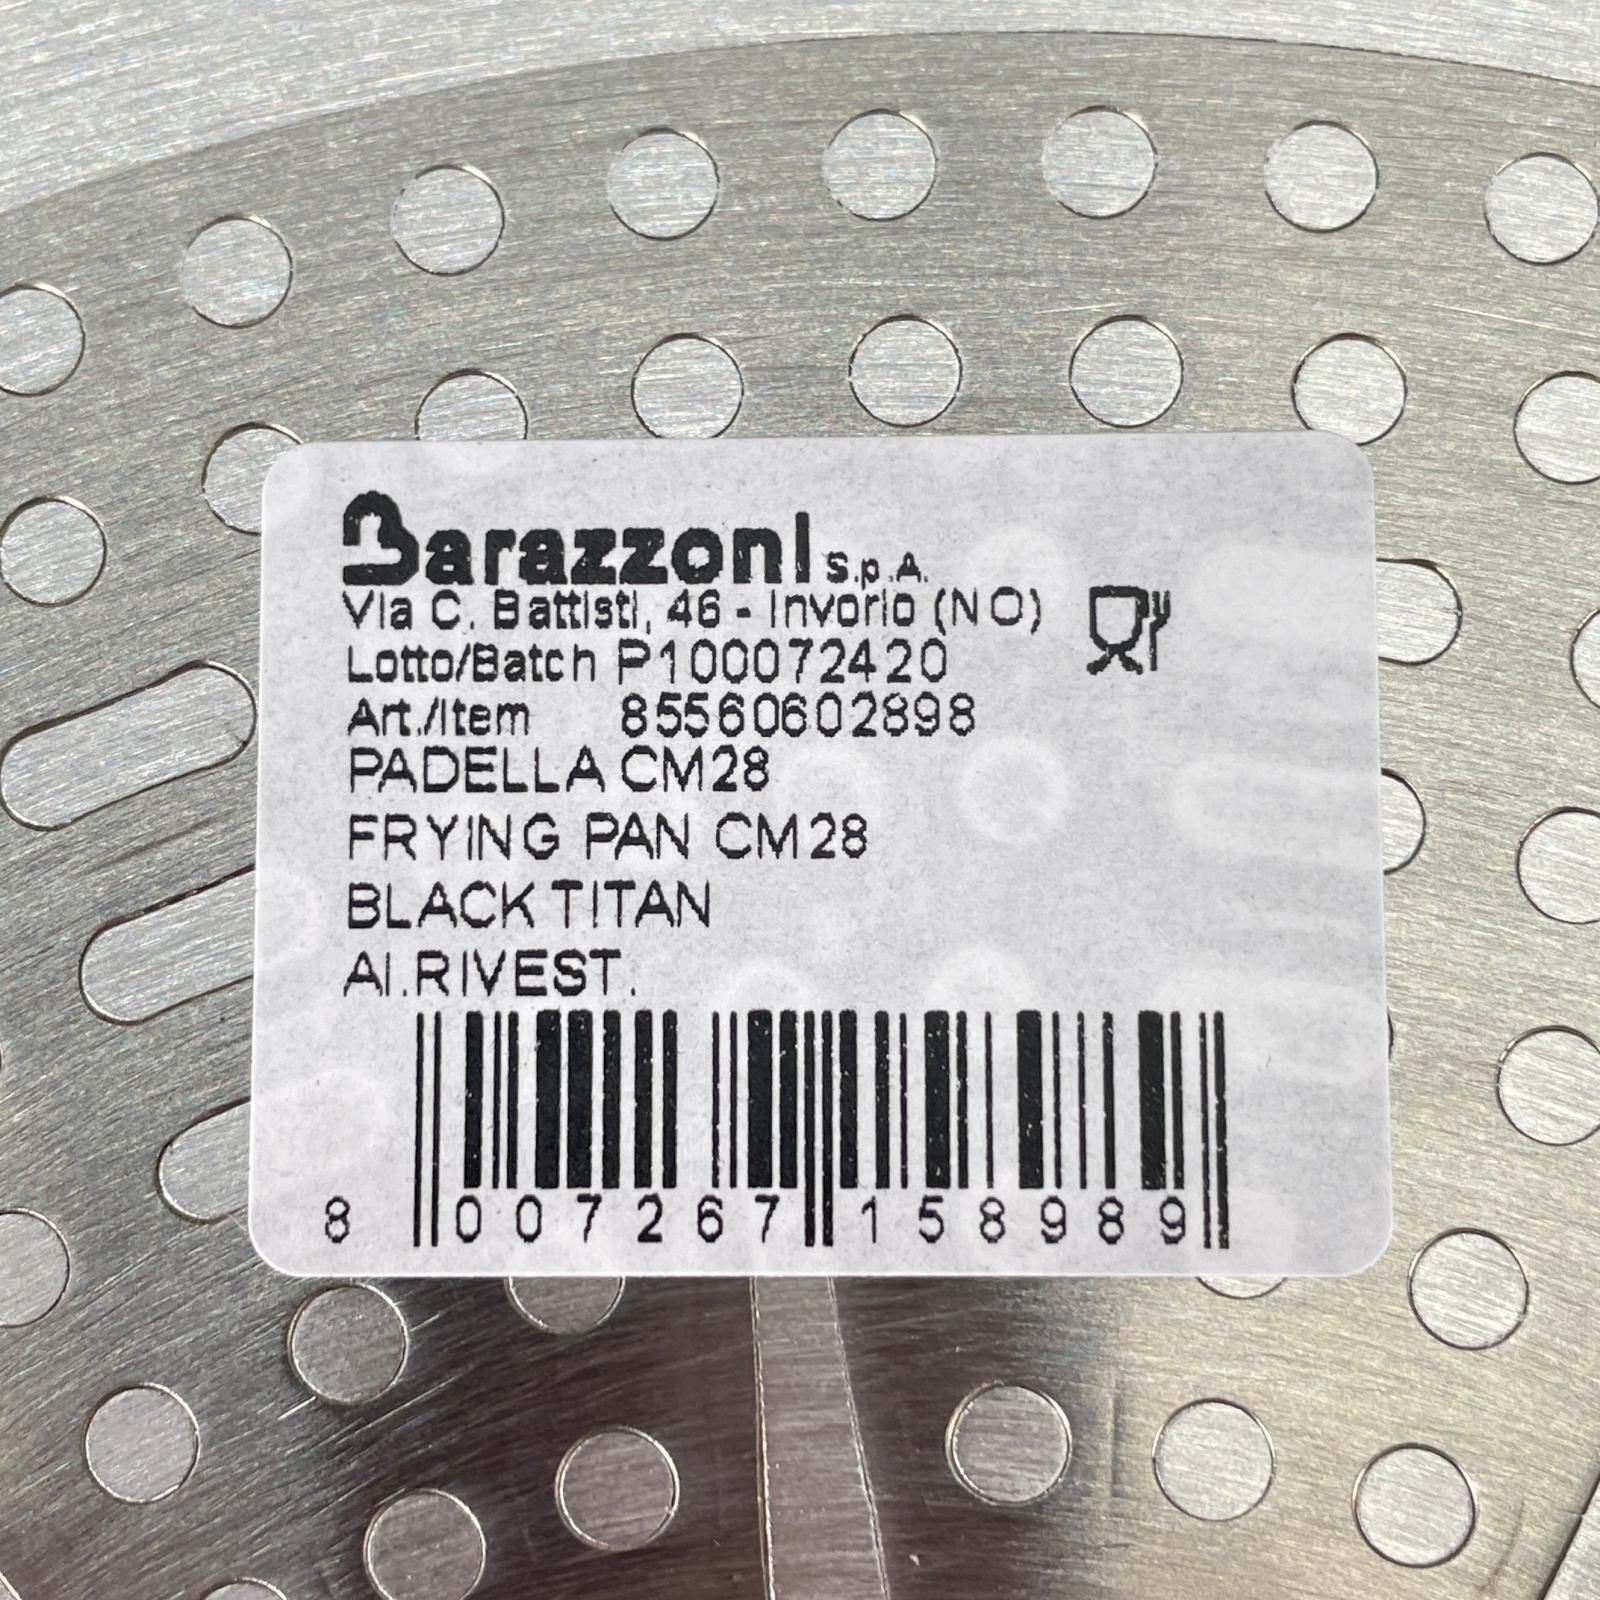 Barazzoni S.p.A.
Via C. Battisti, 46 - Invorio (NO)
Lotto/Batch P100072420
Art./Item 85560602898
PADELLA CM28
FRYING PAN CM28
BLACK TITAN
Al.RIVEST.
8 007267 158989